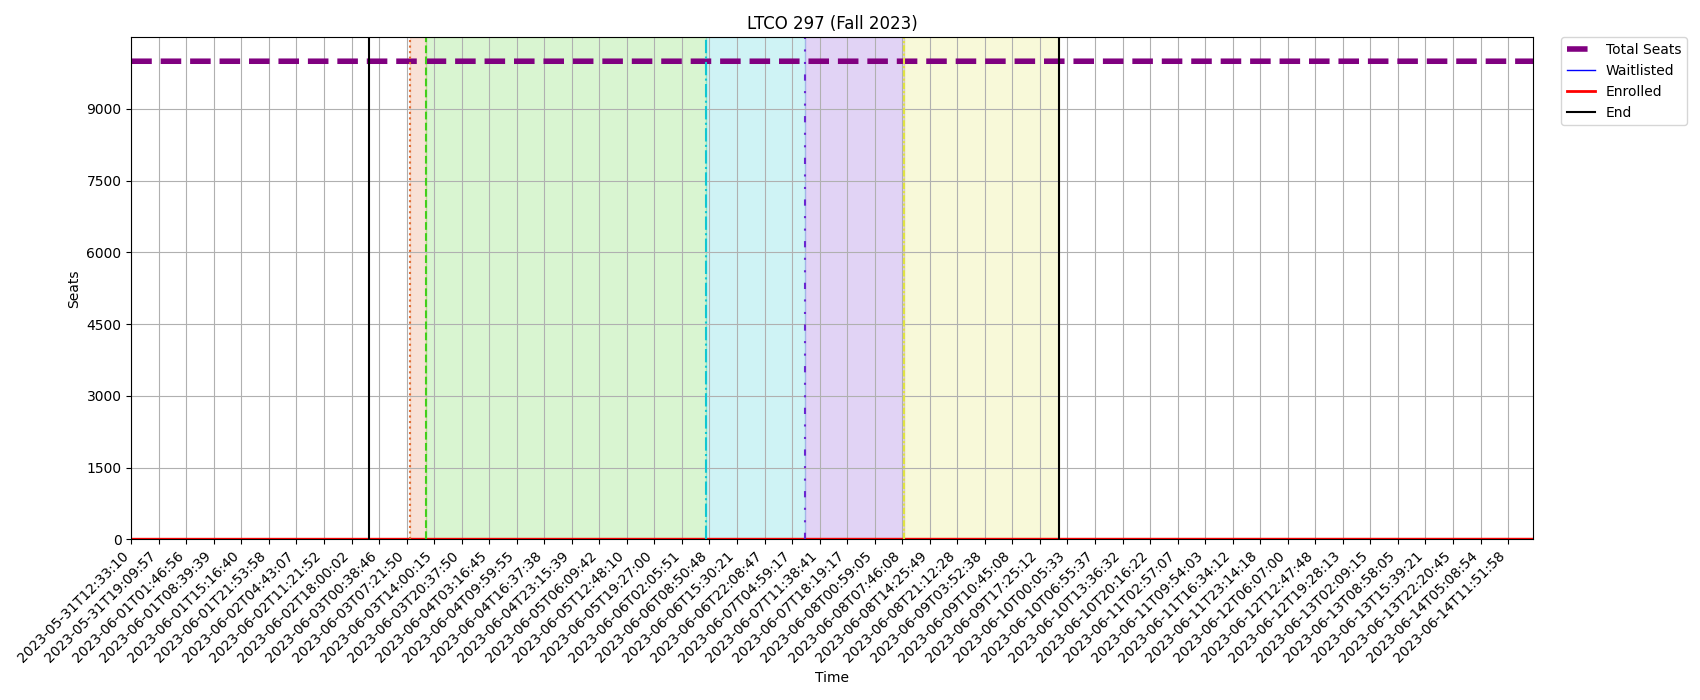 LTCO 297 (Fall 2023)
Total Seats
Waitlisted
Enrolled
End
Seats
9000
7500
6000
4500
3000
1500
0
2023-05-31T12:33:10
2023-05-31T19:09:57
2023-06-01T01:46:56
2023-06-01T08:39:39
2023-06-01T15:16:40
2023-06-01T21:53:58
2023-06-02T04:43:07
2023-06-02T11:21:52
2023-06-02T18:00:02
2023-06-03T00:38:46
2023-06-03T07:21:50
2023-06-03T14:00:15
2023-06-03T20:37:50
2023-06-04T03:16:45
2023-06-04T09:59:55
2023-06-04T16:37:38
2023-06-04T23:15:39
2023-06-05T06:09:42
2023-06-05T12:48:10
2023-06-05T19:27:00
2023-06-06T02:05:51
2023-06-06T08:50:48
2023-06-06T15:30:21
2023-06-06T22:08:47
2023-06-07T04:59:17
2023-06-07T11:38:41
2023-06-07T18:19:17
2023-06-08T00:59:05
2023-06-08T07:46:08
2023-06-08T14:25:49
2023-06-08T21:12:28
2023-06-09T03:52:38
2023-06-09T10:45:08
2023-06-09T17:25:12
2023-06-10T00:05:33
2023-06-10T06:55:37
2023-06-10T13:36:32
2023-06-10T20:16:22
2023-06-11T02:57:07
2023-06-11T09:54:03
2023-06-11T16:34:12
2023-06-11T23:14:18
2023-06-12T06:07:00
2023-06-12T12:47:48
2023-06-12T19:28:13
2023-06-13T02:09:15
2023-06-13T08:58:05
2023-06-13T15:39:21
2023-06-13T22:20:45
2023-06-14T05:08:54
2023-06-14T11:51:58
Time